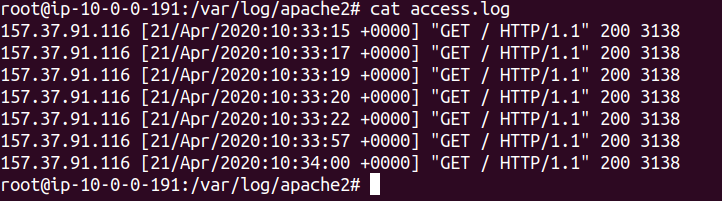 root@ip-10-0-0-191:/var/log/apache2# cat access.log
157.37.91.116 [21/Apr/2020:10:33:15 +0000] "GET / HTTP/1.1" 200 3138
157.37.91.116 [21/Apr/2020:10:33:17 +0000] "GET / HTTP/1.1" 200 3138
157.37.91.116 [21/Apr/2020:10:33:19 +0000] "GET / HTTP/1.1" 200 3138
157.37.91.116 [21/Apr/2020:10:33:20 +0000] "GET / HTTP/1.1" 200 3138
157.37.91.116 [21/Apr/2020:10:33:22 +0000] "GET / HTTP/1.1" 200 3138
157.37.91.116 [21/Apr/2020:10:33:57 +0000] "GET / HTTP/1.1" 200 3138
157.37.91.116 [21/Apr/2020:10:34:00 +0000] "GET / HTTP/1.1" 200 3138
root@ip-10-0-0-191:/var/log/apache2#